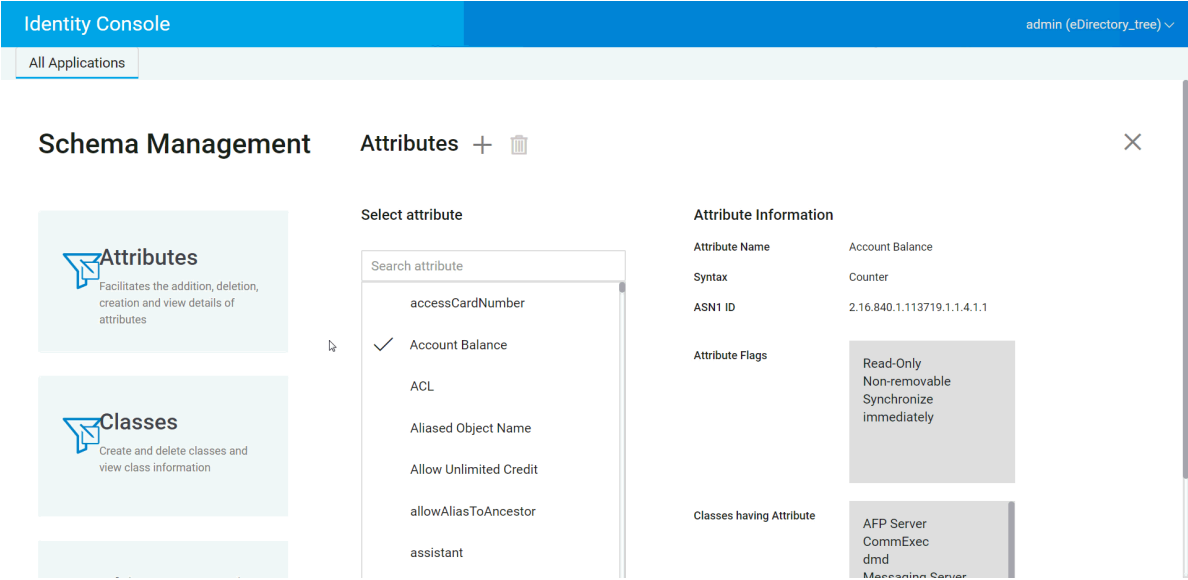 Identity Console
admin (eDirectory_tree)
All Applications
Schema Management
Attributes
Attributes
Facilitates the addition, deletion,
creation and view details of
attributes
Classes
Create and delete classes and
view class information
Select attribute
Search attribute
accessCardNumber
Account Balance
ACL
Aliased Object Name
Allow Unlimited Credit
allowAliasToAncestor
assistant
Attribute Information
Attribute Name Account Balance
Syntax Counter
ASN1 ID 2.16.840.1.113719.1.1.4.1.1
Attribute Flags
Read-Only
Non-removable
Synchronize
immediately
Classes having Attribute
AFP Server
CommExec
dmd
Messaging Server